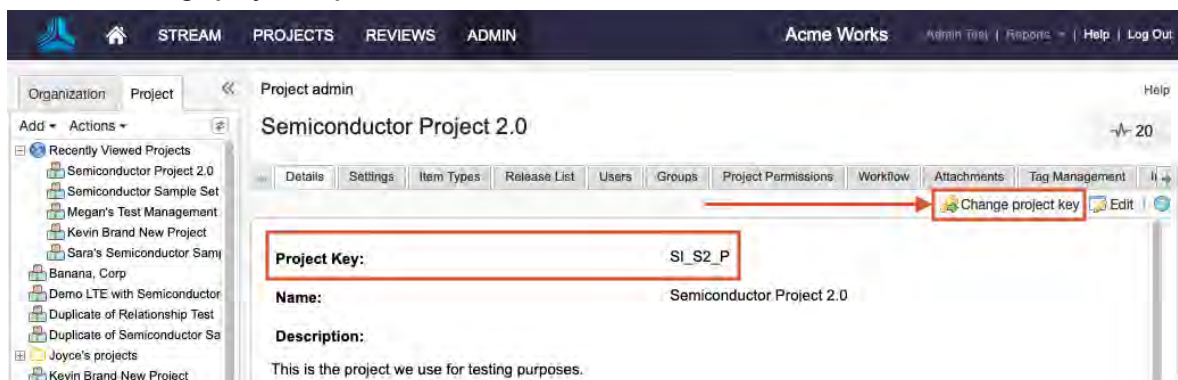 STREAM PROJECTS REVIEWS ADMIN Acme Works Admin Tool | Reports | Help | Log Out
Organization Project Project admin Help
Add Actions Semiconductor Project 2.0 20
Recently Viewed Projects
Semiconductor Project 2.0
Details Settings Item Types Release List Users Groups Project Permissions Workflow Attachments Tag Management
Semiconductor Sample Set
Change project key Edit
Megan's Test Management
Kevin Brand New Project
Sara's Semiconductor Sam
Project Key: SI_S2_P
Banana, Corp
Demo LTE with Semiconductor
Name: Semiconductor Project 2.0
Duplicate of Relationship Test
Duplicate of Semiconductor Sa
Description:
Joyce's projects
This is the project we use for testing purposes.
Kevin Brand New Project